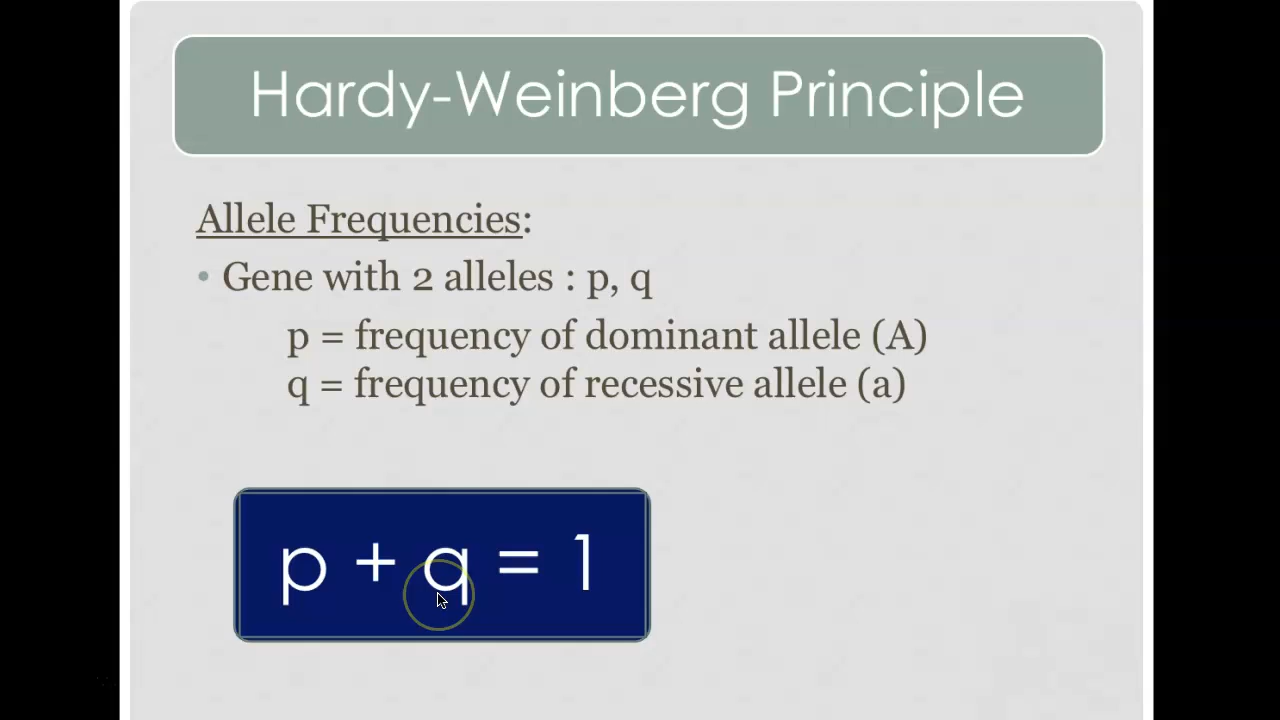 Hardy-Weinberg Principle
Allele Frequencies:
• Gene with 2 alleles : p, q
p = frequency of dominant allele (A)
q = frequency of recessive allele (a)
p + q = 1